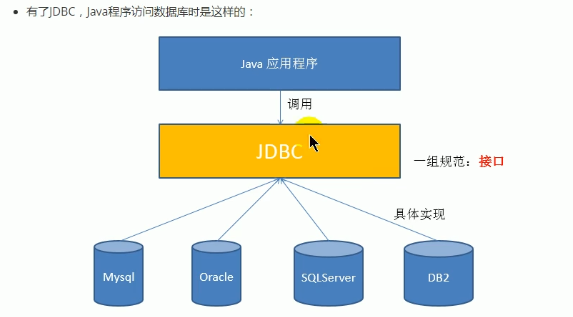 有了JDBC，Java程序访问数据库时是这样的：
Java 应用程序
调用
JDBC
一组规范：接口
具体实现
Mysql
Oracle
SQLServer
DB2